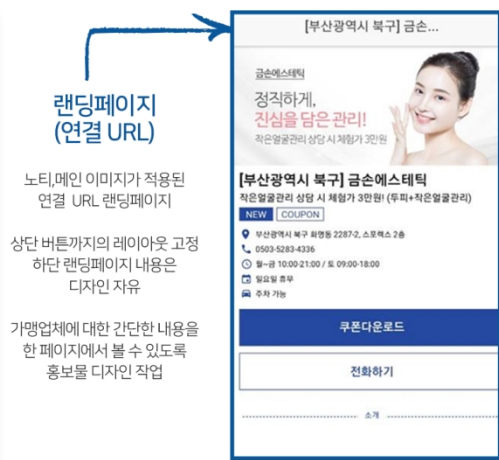 랜딩페이지
(연결 URL)
노티,메인 이미지가 적용된
연결 URL 랜딩페이지
상단 버튼까지의 레이아웃 고정
하단 랜딩페이지 내용은
디자인 자유
가맹업체에 대한 간단한 내용을
한 페이지에서 볼 수 있도록
홍보물 디자인 작업
[부산광역시 북구] 금손...
금손에스테틱
정직하게,
진심을 담은 관리!
작은얼굴관리 상담 시 체험가 3만원
[부산광역시 북구] 금손에스테틱
작은얼굴관리 상담 시 체험가 3만원! (두피+작은얼굴관리)
NEW COUPON
부산광역시 북구 화명동 2287-2, 스포렉스 2층
0503-5283-4336
월~금 10:00-21:00 / 토 09:00-18:00
일요일 휴무
주차 가능
쿠폰다운로드
전화하기
소개